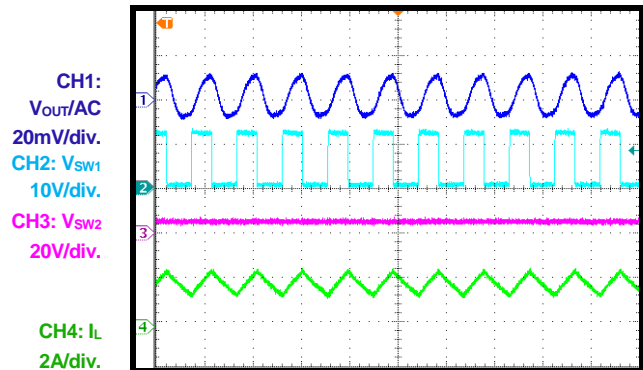 T
CH1:
VOUT/AC
20mV/div.
CH2: VSW1
10V/div.
CH3: VSW2
20V/div.
CH4: IL
2A/div.
1
2
3
4